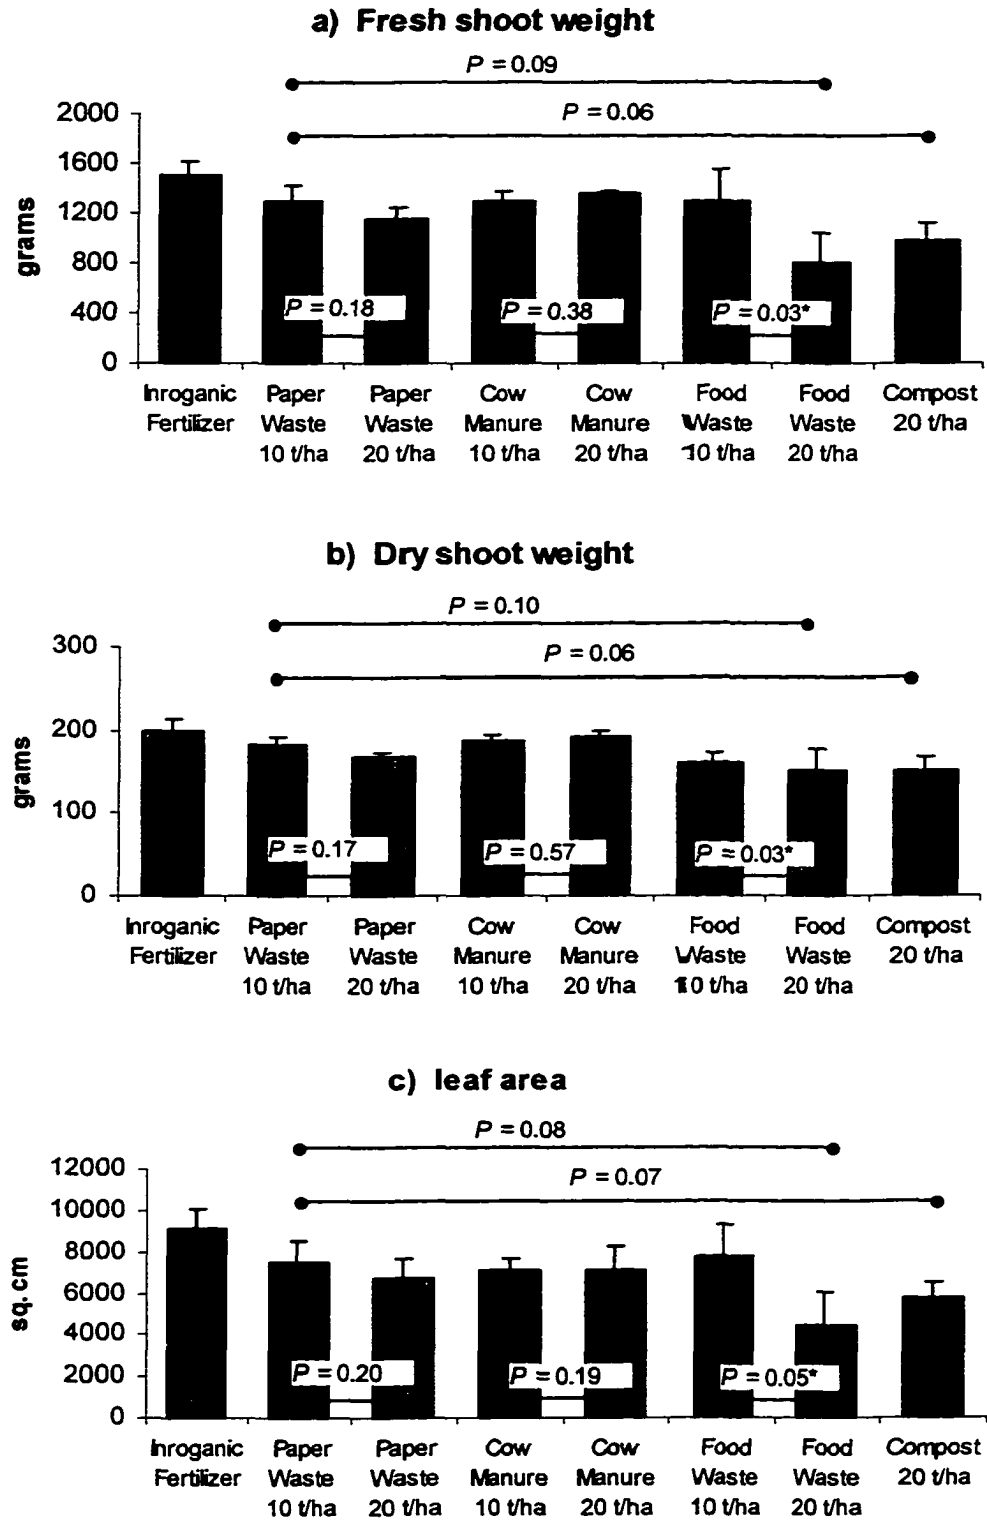 a) Fresh shoot weight
P = 0.09
P = 0.06
2000
1600
1200
800
400
0
grams
P = 0.18
P = 0.38
P = 0.03*
Inroganic Fertilizer
Paper Waste 10 t/ha
Paper Waste 20 t/ha
Cow Manure 10 t/ha
Cow Manure 20 t/ha
Food Waste 10 t/ha
Food Waste 20 t/ha
Compost 20 t/ha
b) Dry shoot weight
P = 0.10
P = 0.06
300
200
100
0
grams
P = 0.17
P = 0.57
P = 0.03*
Inroganic Fertilizer
Paper Waste 10 t/ha
Paper Waste 20 t/ha
Cow Manure 10 t/ha
Cow Manure 20 t/ha
Food Waste 10 t/ha
Food Waste 20 t/ha
Compost 20 t/ha
c) leaf area
P = 0.08
P = 0.07
12000
10000
8000
6000
4000
2000
0
sq. cm
P = 0.20
P = 0.19
P = 0.05*
Inroganic Fertilizer
Paper Waste 10 t/ha
Paper Waste 20 t/ha
Cow Manure 10 t/ha
Cow Manure 20 t/ha
Food Waste 10 t/ha
Food Waste 20 t/ha
Compost 20 t/ha